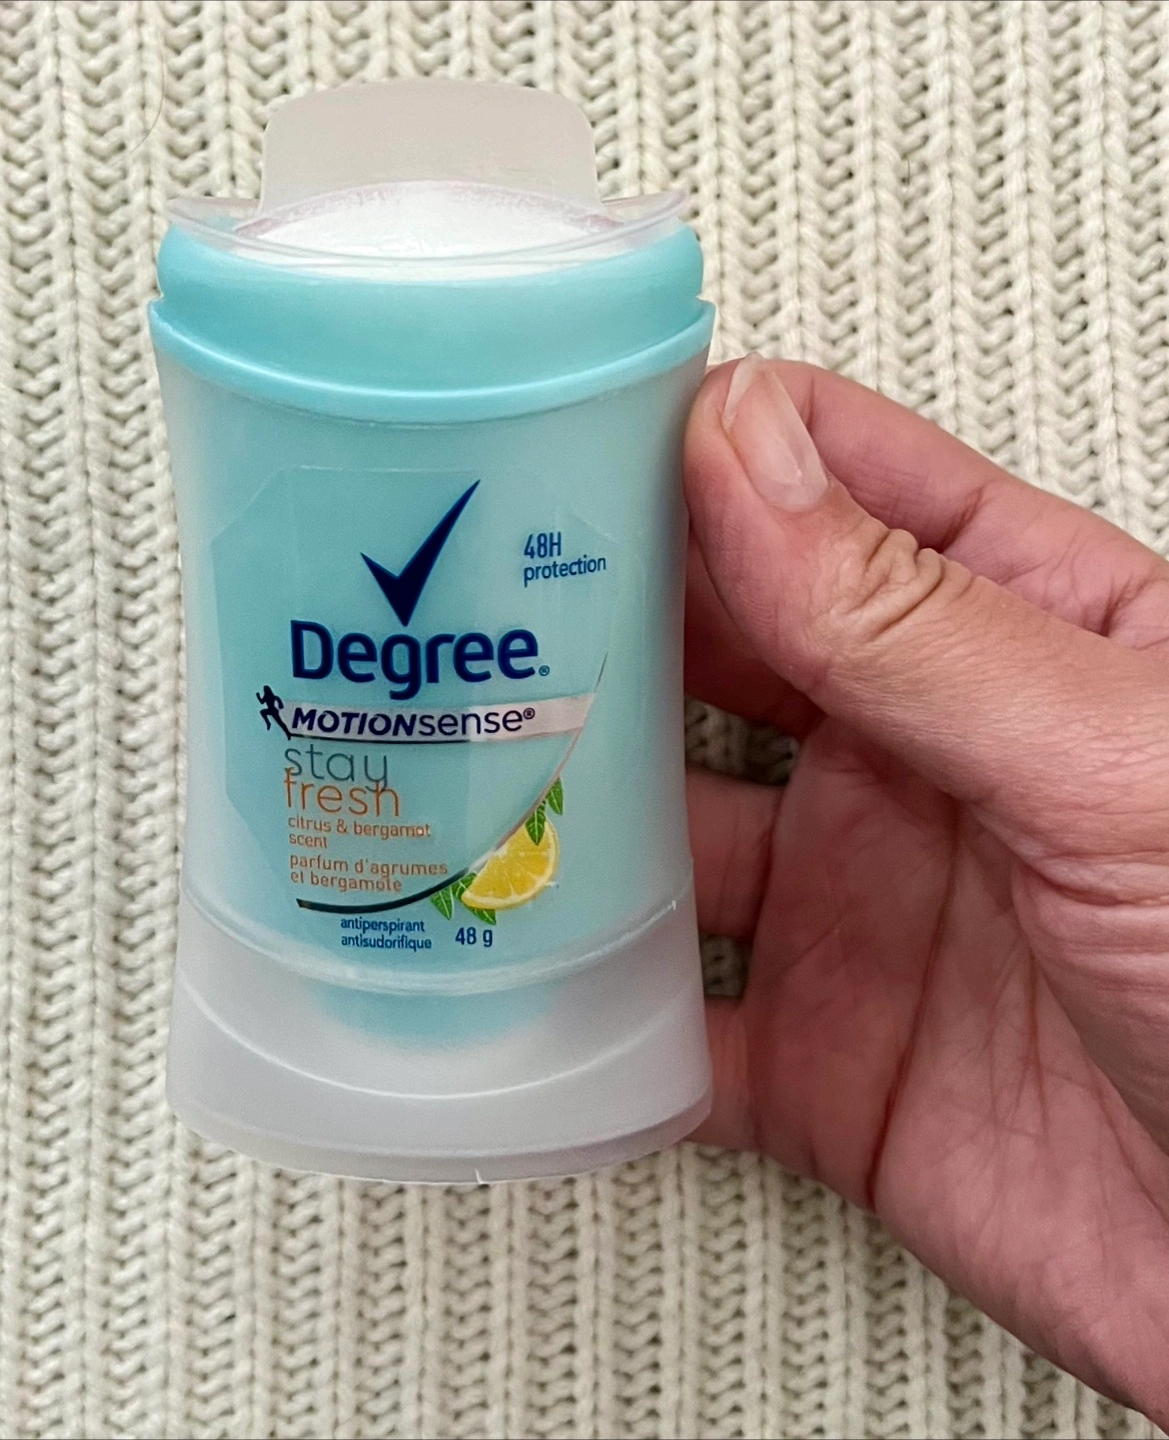 48H
protection
Degree®
MOTIONsense®
stay
fresh
citrus & bergamot
scent
parfum d'agrumes
et bergamote
antiperspirant
antisudorifique
48 g